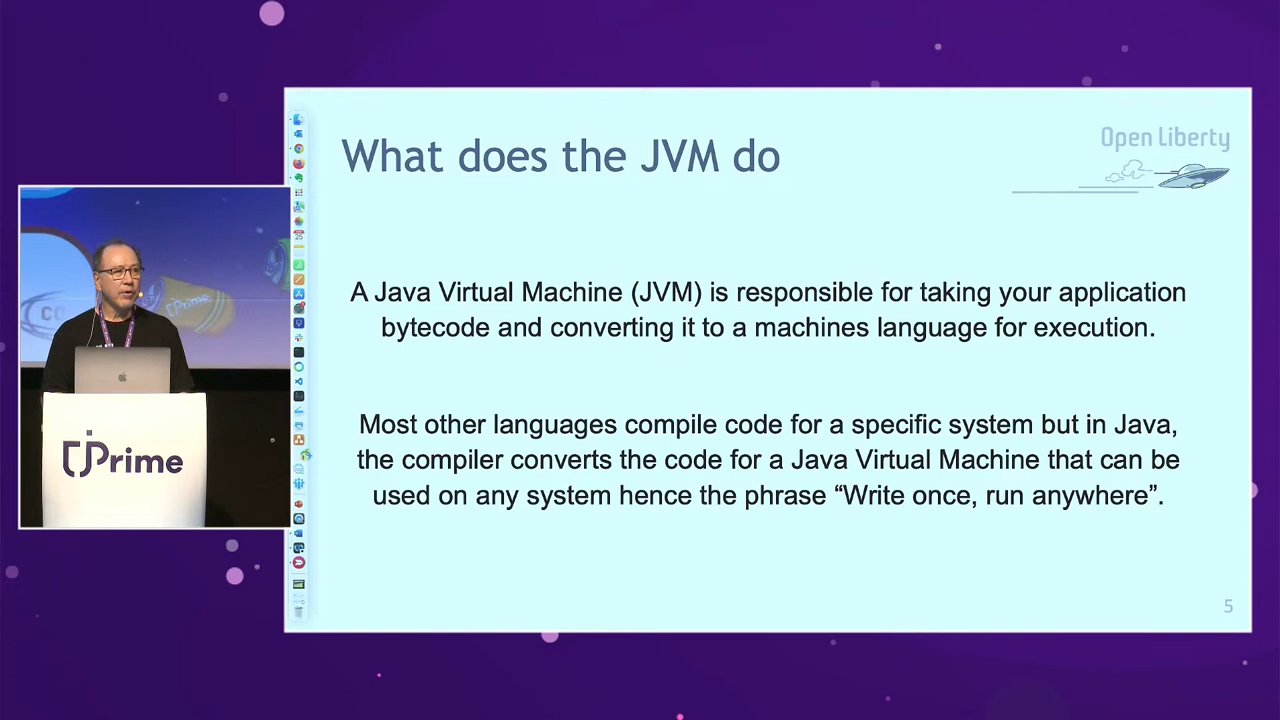 What does the JVM do
Open Liberty
A Java Virtual Machine (JVM) is responsible for taking your application
bytecode and converting it to a machines language for execution.
Most other languages compile code for a specific system but in Java,
the compiler converts the code for a Java Virtual Machine that can be
used on any system hence the phrase “Write once, run anywhere”.
5
jPrime